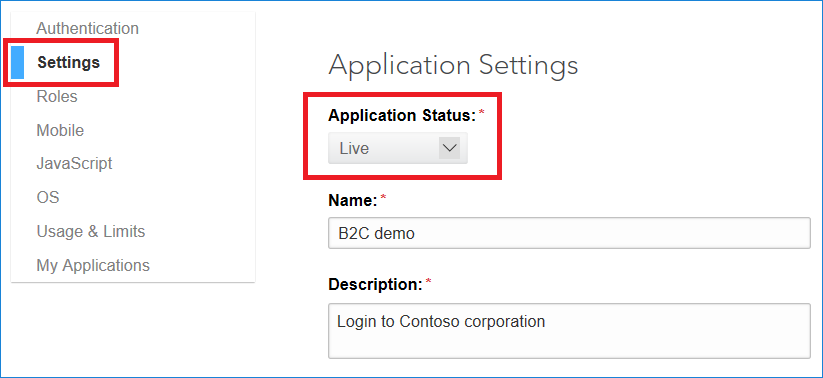 Authentication
Settings
Roles
Mobile
JavaScript
OS
Usage & Limits
My Applications
Application Settings
Application Status:*
Live
Name:*
B2C demo
Description:*
Login to Contoso corporation